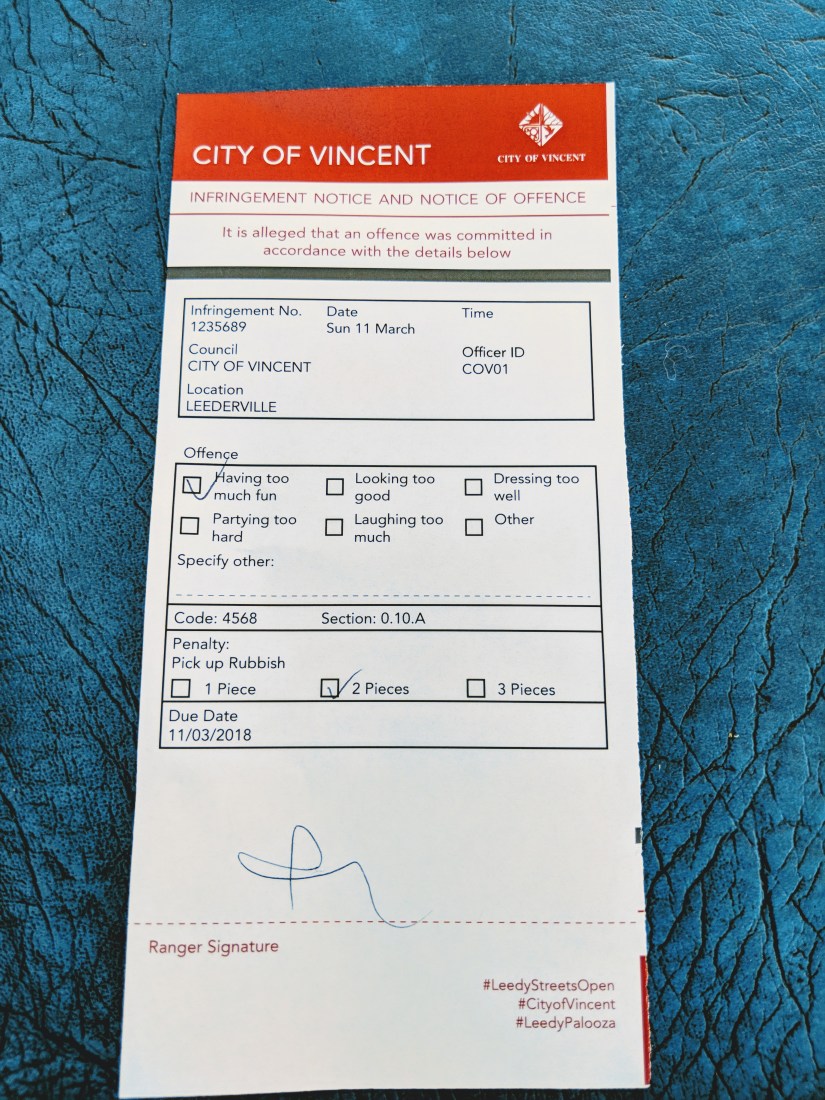 CITY OF VINCENT
CITY OF VINCENT
INFRINGEMENT NOTICE AND NOTICE OF OFFENCE
It is alleged that an offence was committed in
accordance with the details below
Infringement No. Date Time
1235689 Sun 11 March
Council Officer ID
CITY OF VINCENT COV01
Location
LEEDERVILLE
Offence
Having too Looking too Dressing too
much fun good well
Partying too Laughing too Other
hard much
Specify other:
Code: 4568 Section: 0.10.A
Penalty:
Pick up Rubbish
1 Piece 2 Pieces 3 Pieces
Due Date
11/03/2018
Ranger Signature
#LeedyStreetsOpen
#CityofVincent
#LeedyPalooza